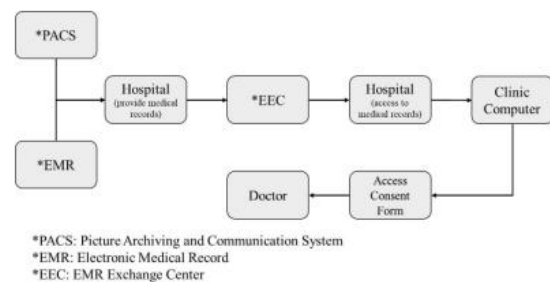 *PACS
Hospital
(provide medical
records)
*EEC
Hospital
(access to
medical records)
Clinic
Computer
*EMR
Doctor
Access
Consent
Form
*PACS: Picture Archiving and Communication System
*EMR: Electronic Medical Record
*EEC: EMR Exchange Center